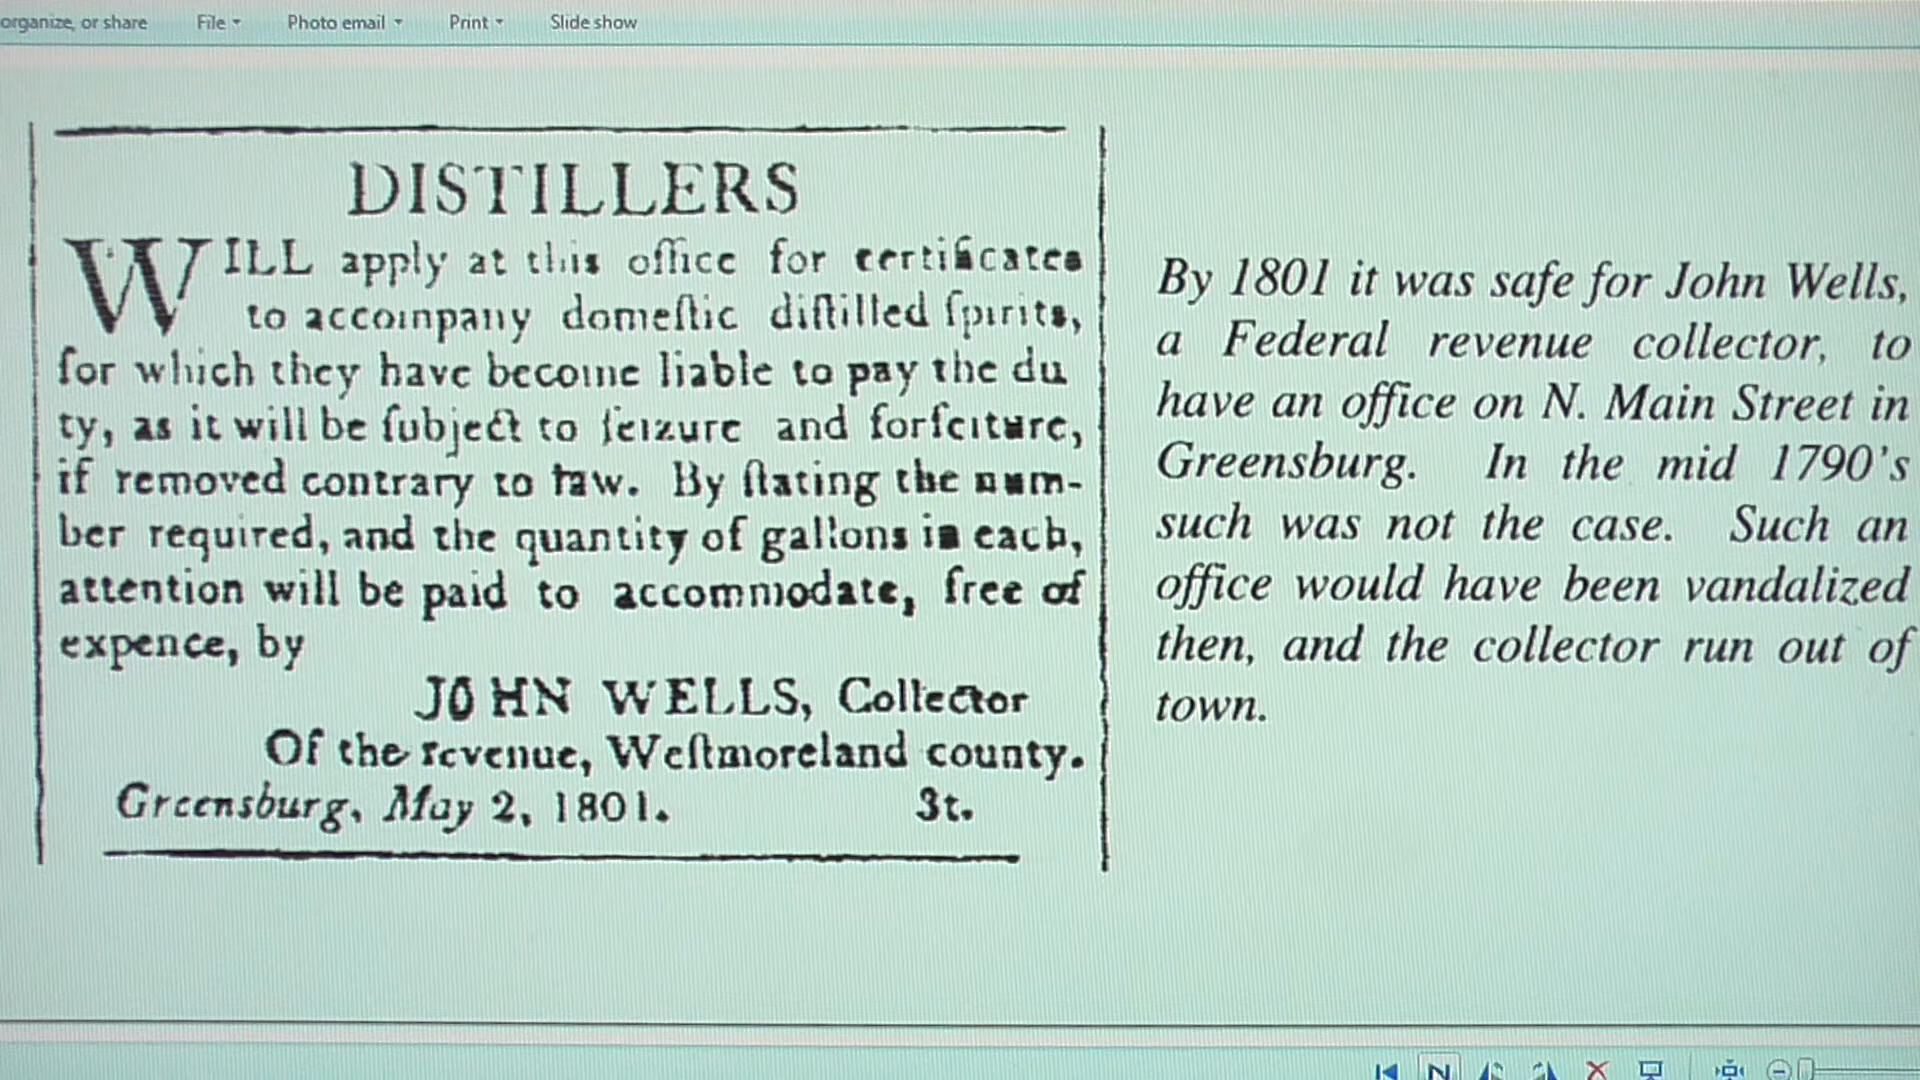 organize, or share File Photo email Print Slide show
DISTILLERS
WILL apply at this office for certificates
to accompany domeſtic diſtilled ſpirits,
for which they have become liable to pay the du
ty, as it will be ſubject to ſeizure and forfeiture,
if removed contrary to law. By ſtating the num-
ber required, and the quantity of gallons in each,
attention will be paid to accommodate, free of
expence, by
JOHN WELLS, Collector
Of the revenue, Weſtmoreland county.
Greensburg, May 2, 1801. 3t.
By 1801 it was safe for John Wells,
a Federal revenue collector, to
have an office on N. Main Street in
Greensburg. In the mid 1790's
such was not the case. Such an
office would have been vandalized
then, and the collector run out of
town.